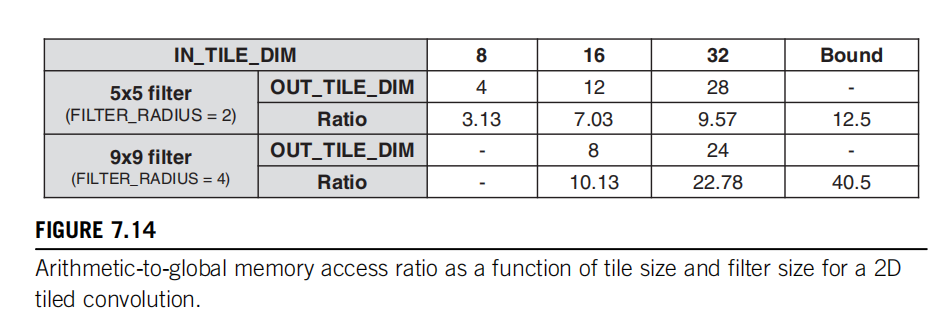 IN_TILE_DIM 8 16 32 Bound
5x5 filter
(FILTER_RADIUS = 2)
OUT_TILE_DIM 4 12 28 -
Ratio 3.13 7.03 9.57 12.5
9x9 filter
(FILTER_RADIUS = 4)
OUT_TILE_DIM - 8 24 -
Ratio - 10.13 22.78 40.5
FIGURE 7.14
Arithmetic-to-global memory access ratio as a function of tile size and filter size for a 2D
tiled convolution.